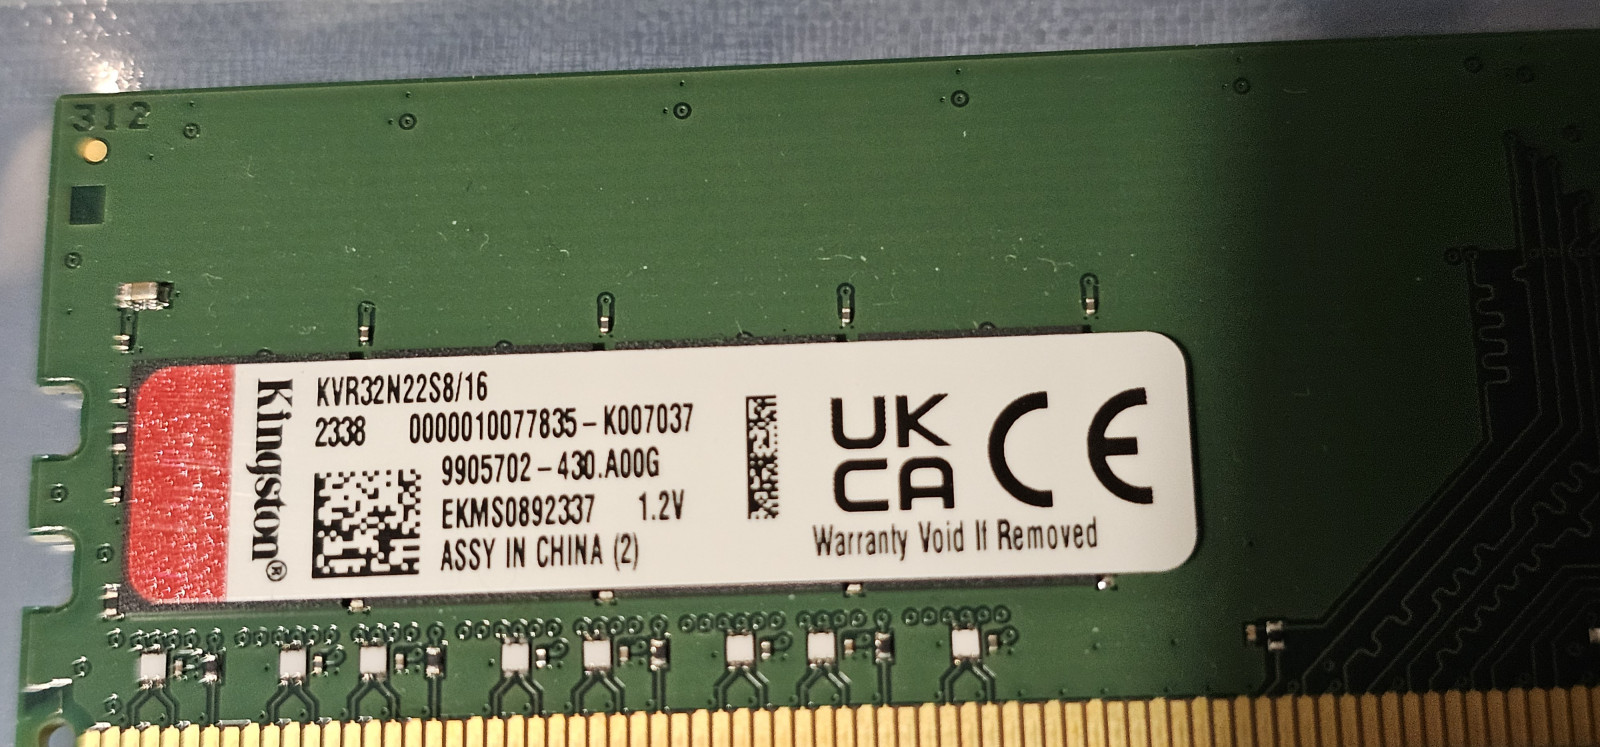 312
Kingston®
KVR32N22S8/16
2338 0000010077835-K007037
9905702-430.A00G
EKMS0892337 1.2V
ASSY IN CHINA (2)
UK
CA
CE
Warranty Void If Removed